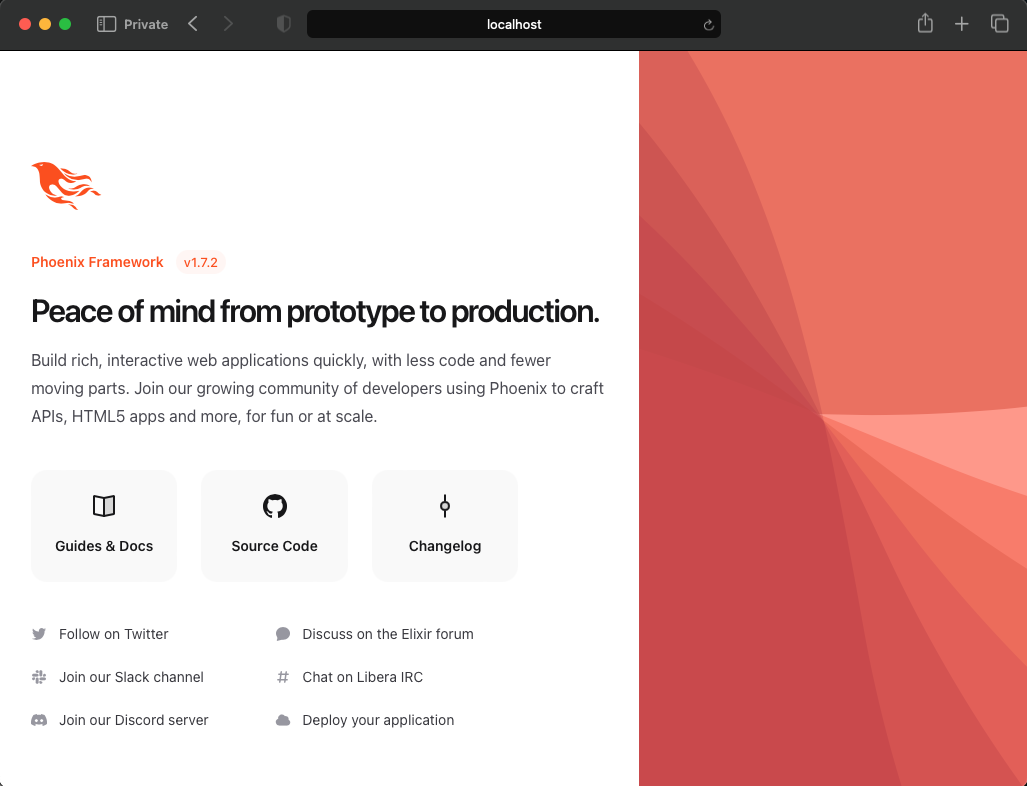 Private
localhost
Phoenix Framework v1.7.2
Peace of mind from prototype to production.
Build rich, interactive web applications quickly, with less code and fewer
moving parts. Join our growing community of developers using Phoenix to craft
APIs, HTML5 apps and more, for fun or at scale.
Guides & Docs
Source Code
Changelog
Follow on Twitter
Discuss on the Elixir forum
Join our Slack channel
Chat on Libera IRC
Join our Discord server
Deploy your application